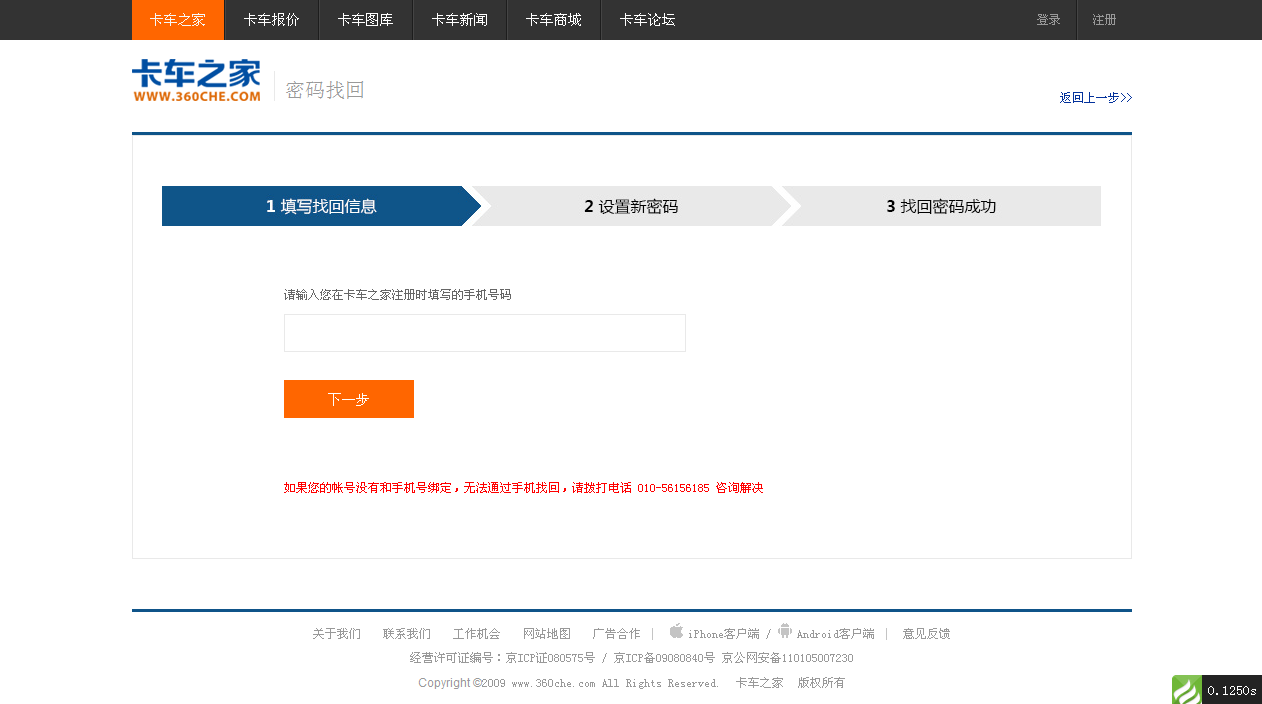 卡车之家 卡车报价 卡车图库 卡车新闻 卡车商城 卡车论坛 登录 注册
卡车之家
WWW.360CHE.COM
密码找回
返回上一步>>
1 填写找回信息 2 设置新密码 3 找回密码成功
请输入您在卡车之家注册时填写的手机号码
下一步
如果您的帐号没有和手机号绑定，无法通过手机找回，请拨打电话 010-56156185 咨询解决
关于我们 联系我们 工作机会 网站地图 广告合作 | iPhone客户端 / Android客户端 | 意见反馈
经营许可证编号：京ICP证080575号 / 京ICP备09080840号 京公网安备110105007230
Copyright ©2009 www.360che.com All Rights Reserved. 卡车之家 版权所有
0.1250s